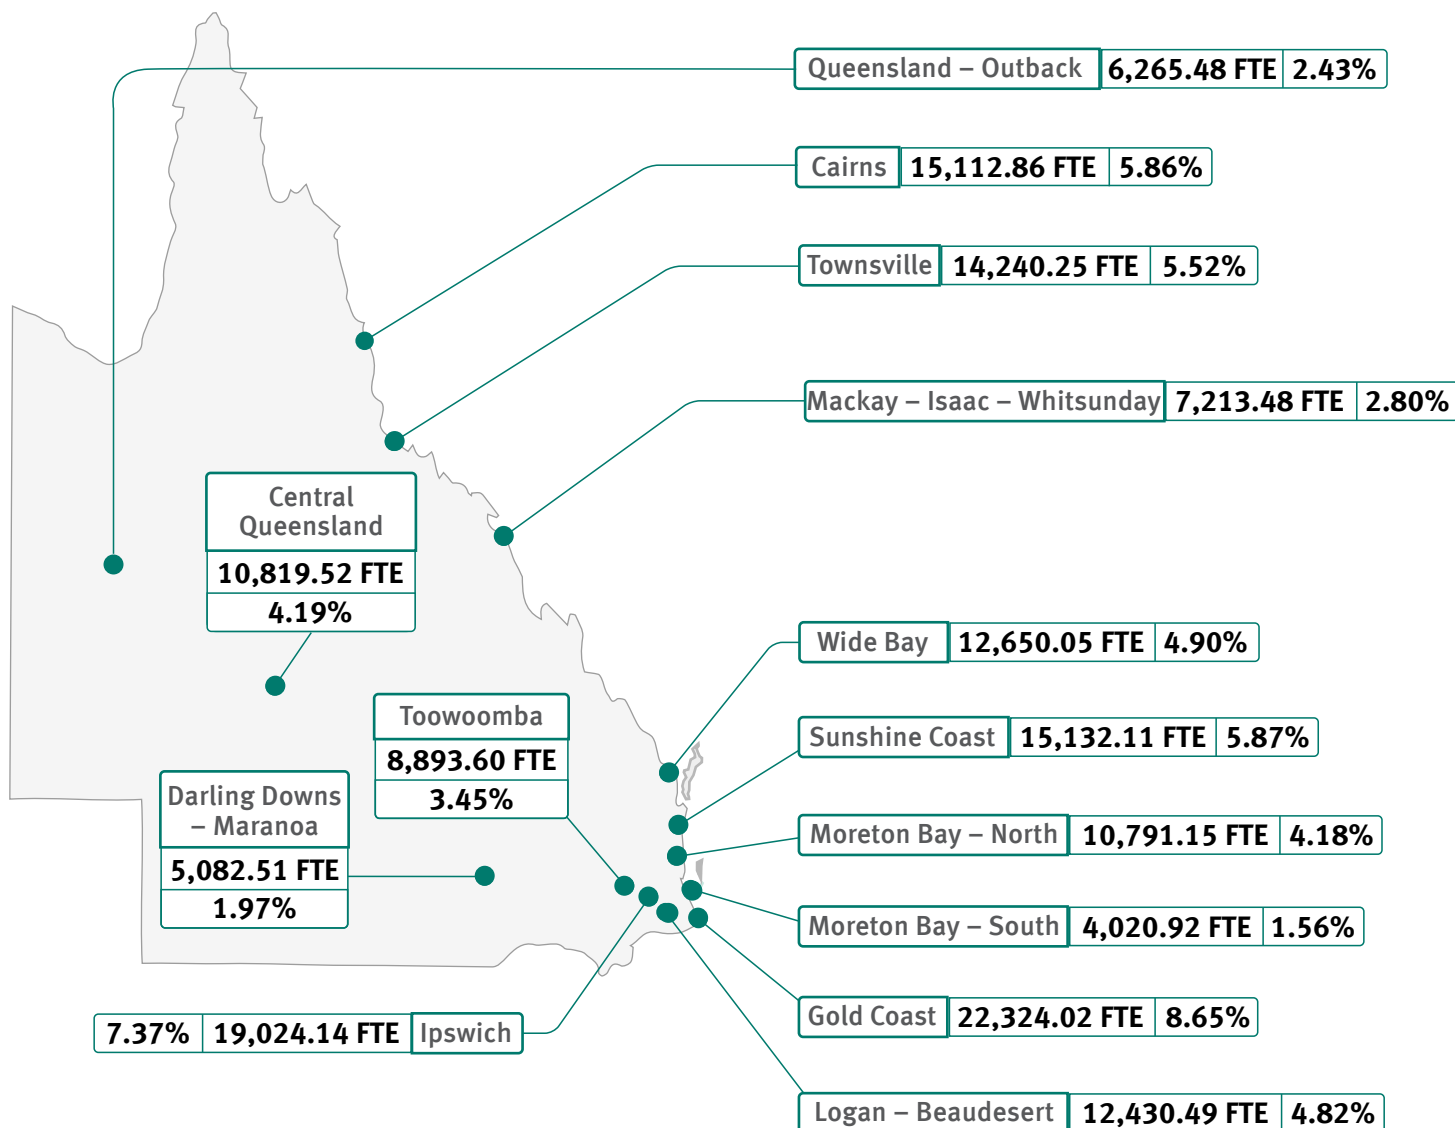 Queensland – Outback 6,265.48 FTE 2.43%
Cairns 15,112.86 FTE 5.86%
Townsville 14,240.25 FTE 5.52%
Mackay – Isaac – Whitsunday 7,213.48 FTE 2.80%
Central
Queensland
10,819.52 FTE
4.19%
Wide Bay 12,650.05 FTE 4.90%
Toowoomba
8,893.60 FTE
3.45%
Sunshine Coast 15,132.11 FTE 5.87%
Darling Downs
– Maranoa
5,082.51 FTE
1.97%
Moreton Bay – North 10,791.15 FTE 4.18%
Moreton Bay – South 4,020.92 FTE 1.56%
Gold Coast 22,324.02 FTE 8.65%
7.37% 19,024.14 FTE Ipswich
Logan – Beaudesert 12,430.49 FTE 4.82%